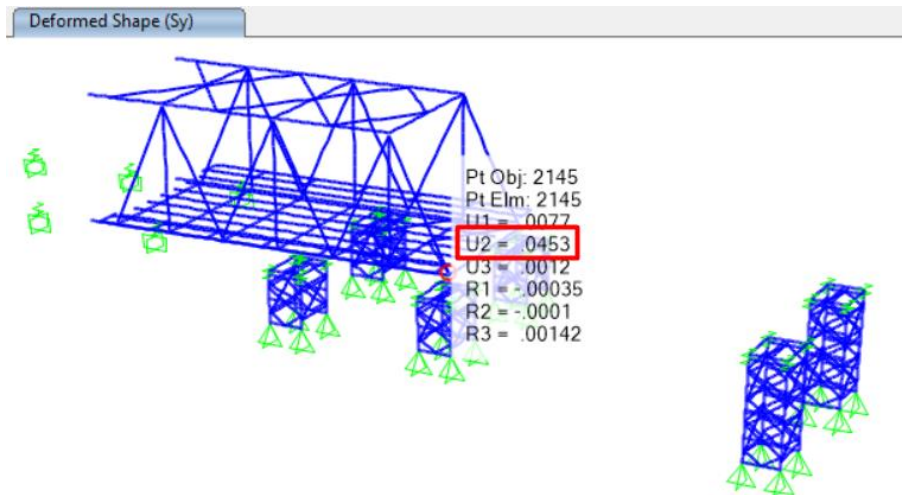 Deformed Shape (Sy)
Pt Obj: 2145
Pt Elm: 2145
U1 = .0077
U2 = .0453
U3 = .0012
R1 = -.00035
R2 = -.0001
R3 = .00142